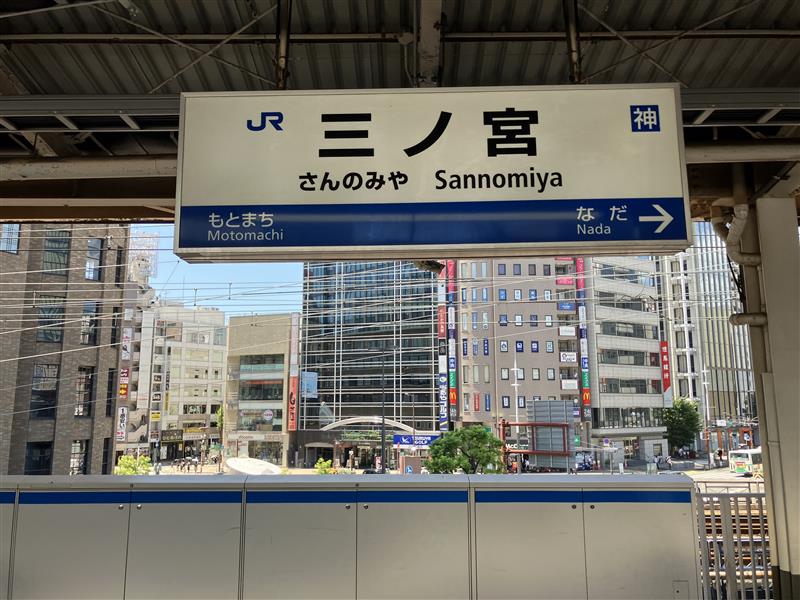 JR 三ノ宮 神
さんのみや Sannomiya
もとまち なだ →
Motomachi Nada